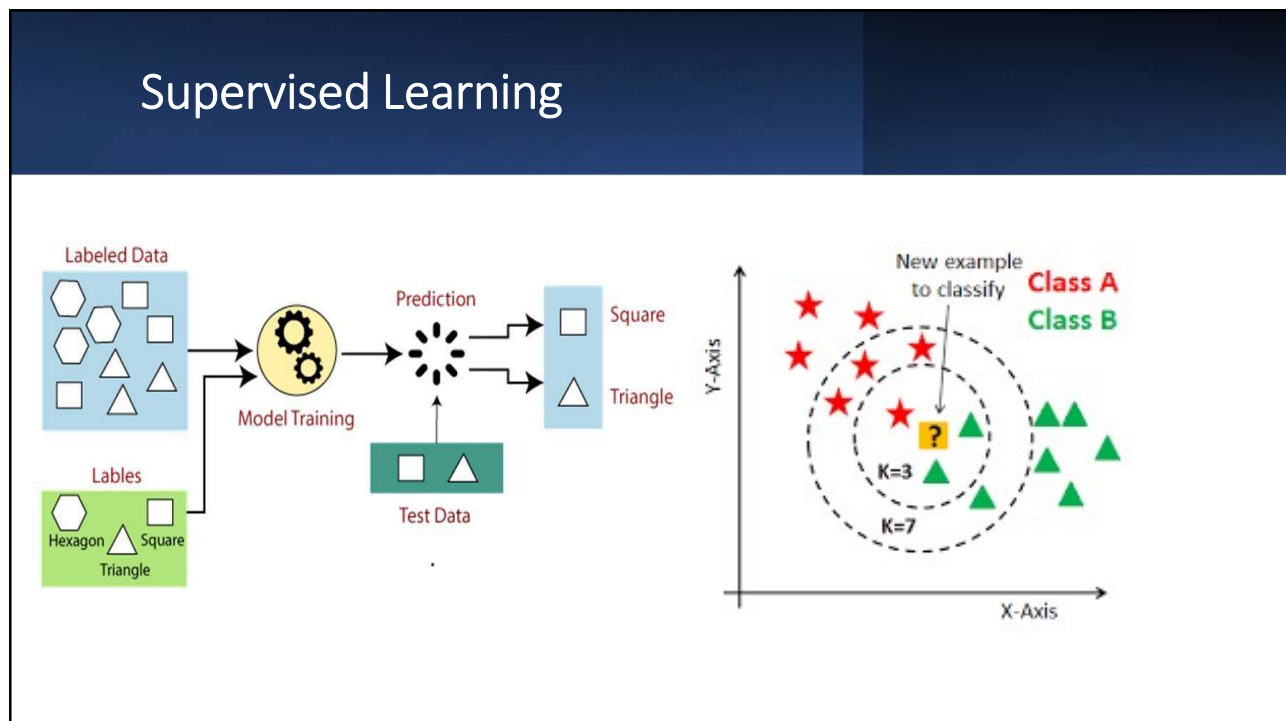 Supervised Learning
Labeled Data
Prediction
Square
Triangle
Model Training
Lables
Hexagon
Square
Triangle
Test Data
New example
to classify
Class A
Class B
Y-Axis
?
K=3
K=7
X-Axis